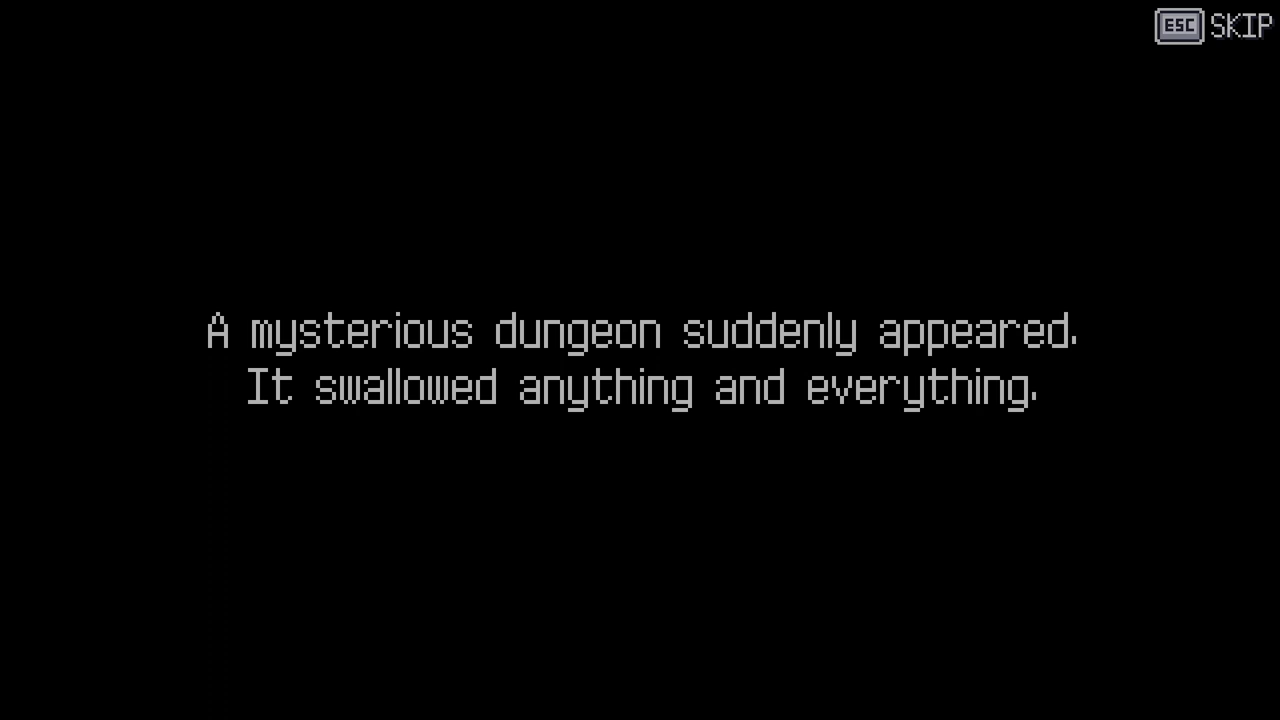 ESC SKIP
A mysterious dungeon suddenly appeared.
It swallowed anything and everything.